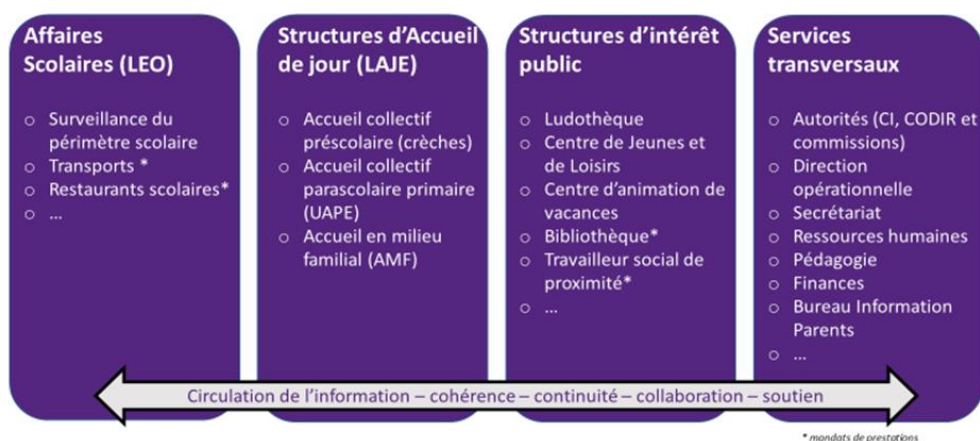 Affaires
Scolaires (LEO)
o Surveillance du
périmètre scolaire
o Transports *
o Restaurants scolaires*
o ...
Structures d'Accueil
de jour (LAJE)
o Accueil collectif
préscolaire (crèches)
o Accueil collectif
parascolaire primaire
(UAPE)
o Accueil en milieu
familial (AMF)
Structures d'intérêt
public
o Ludothèque
o Centre de Jeunes et
de Loisirs
o Centre d'animation de
vacances
o Bibliothèque*
o Travailleur social de
proximité*
o ...
Services
transversaux
o Autorités (CI, CODIR et
commissions)
o Direction
opérationnelle
o Secrétariat
o Ressources humaines
o Pédagogie
o Finances
o Bureau Information
Parents
o ...
Circulation de l'information – cohérence – continuité – collaboration – soutien
* mandats de prestations